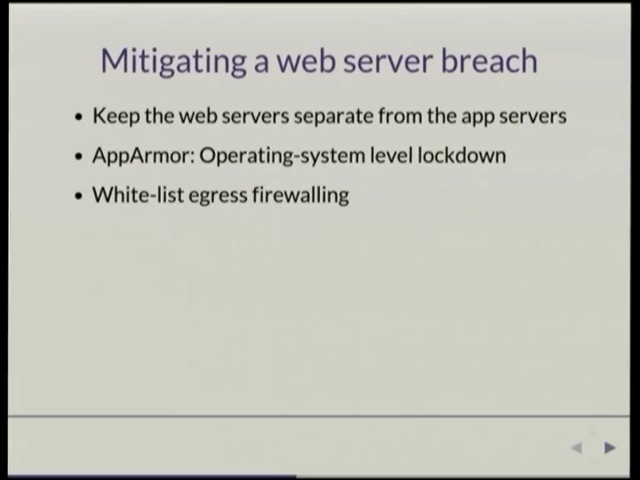 Mitigating a web server breach
Keep the web servers separate from the app servers
AppArmor: Operating-system level lockdown
White-list egress firewalling